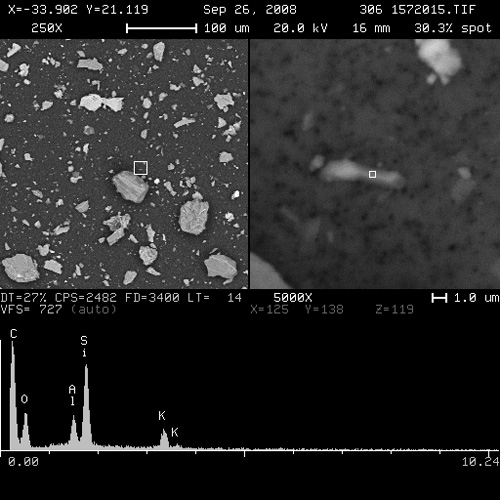 X=-33.902 Y=21.119 Sep 26, 2008 306 1572015.TIF
250X 100 um 20.0 kV 16 mm 30.3% spot
DT=27% CPS=2482 FD=3400 LT= 14 5000X 1.0 um
VFS= 727 (auto) X=125 Y=138 Z=119
C
Si
O
Al
K
K
0.00 10.24